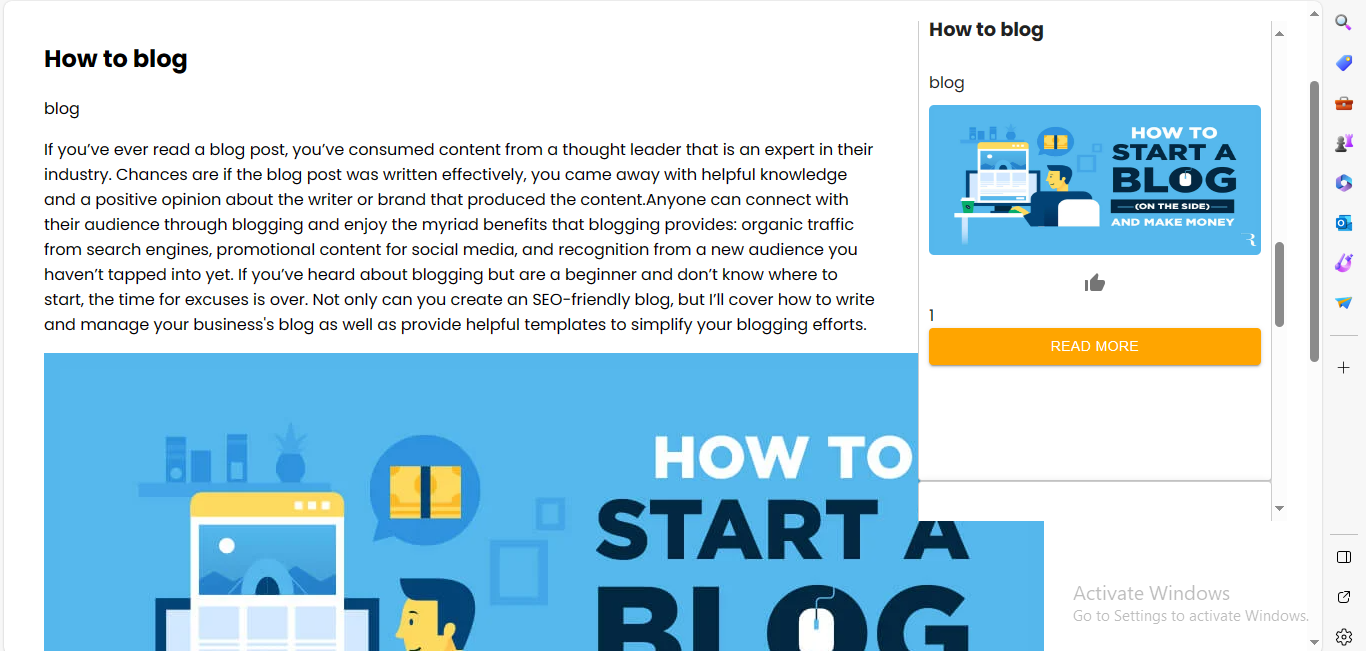 How to blog
blog
If you’ve ever read a blog post, you’ve consumed content from a thought leader that is an expert in their
industry. Chances are if the blog post was written effectively, you came away with helpful knowledge
and a positive opinion about the writer or brand that produced the content.Anyone can connect with
their audience through blogging and enjoy the myriad benefits that blogging provides: organic traffic
from search engines, promotional content for social media, and recognition from a new audience you
haven’t tapped into yet. If you’ve heard about blogging but are a beginner and don’t know where to
start, the time for excuses is over. Not only can you create an SEO-friendly blog, but I’ll cover how to write
and manage your business's blog as well as provide helpful templates to simplify your blogging efforts.
HOW TO
START A
BLOG
How to blog
blog
HOW TO
START A
BLOG
(ON THE SIDE)
AND MAKE MONEY
R
1
READ MORE
Activate Windows
Go to Settings to activate Windows.